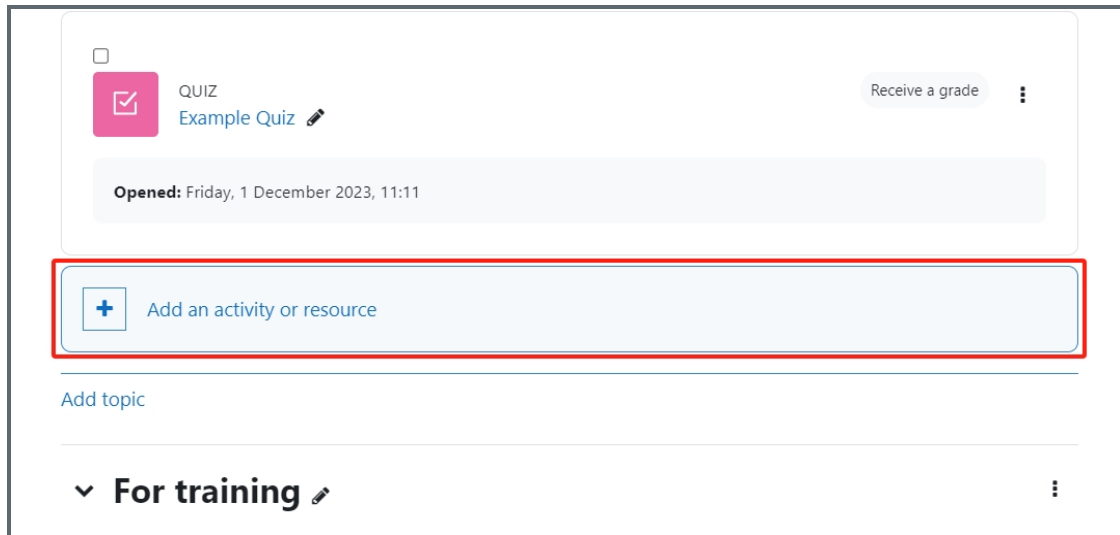 QUIZ
Example Quiz
Receive a grade
Opened: Friday, 1 December 2023, 11:11
Add an activity or resource
Add topic
For training